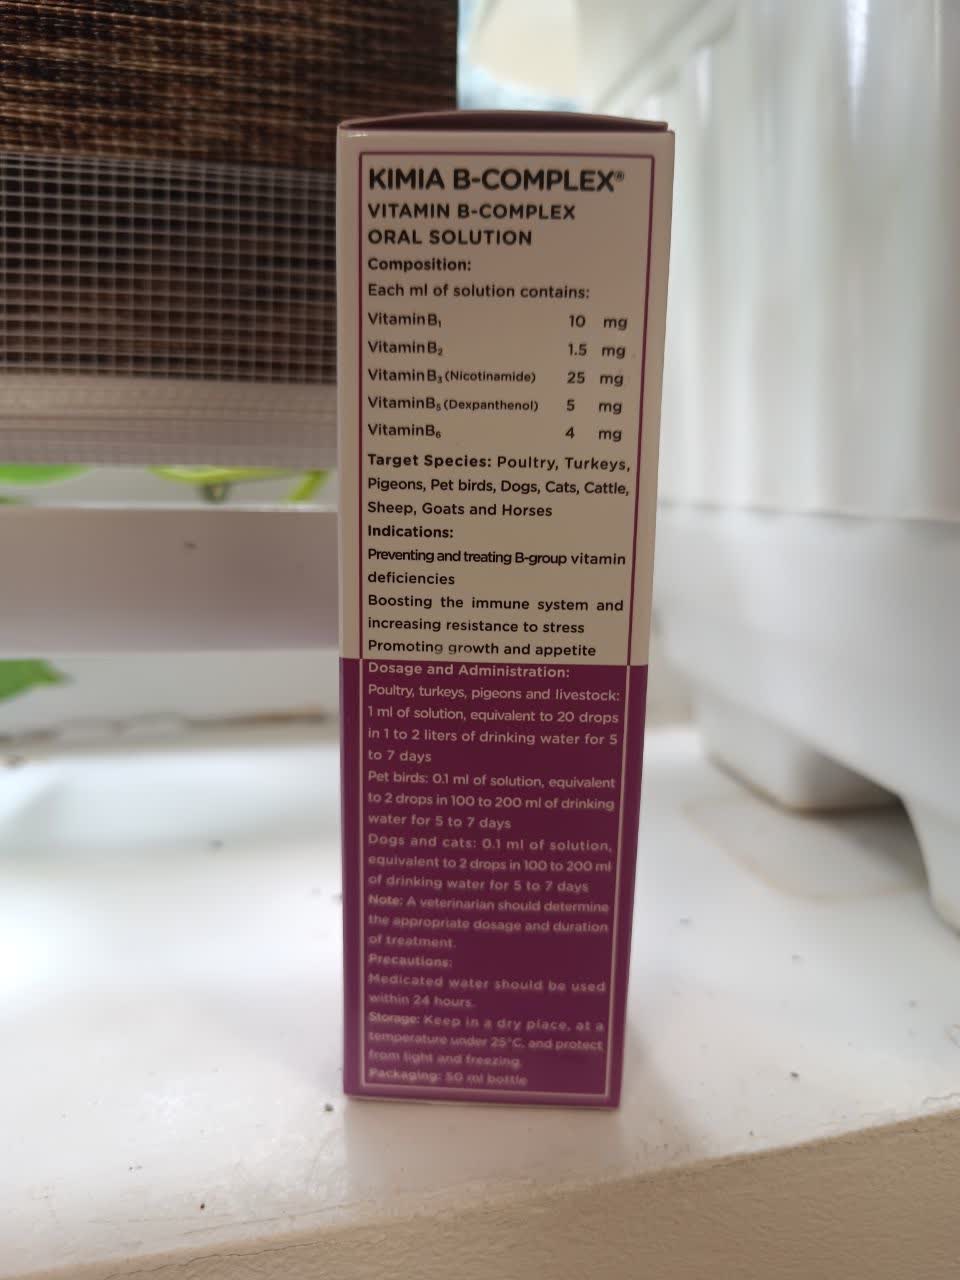 KIMIA B-COMPLEX®
VITAMIN B-COMPLEX
ORAL SOLUTION
Composition:
Each ml of solution contains:
Vitamin B₁ 10 mg
Vitamin B₂ 1.5 mg
Vitamin B₃ (Nicotinamide) 25 mg
Vitamin B₅ (Dexpanthenol) 5 mg
Vitamin B₆ 4 mg
Target Species: Poultry, Turkeys,
Pigeons, Pet birds, Dogs, Cats, Cattle,
Sheep, Goats and Horses
Indications:
Preventing and treating B-group vitamin
deficiencies
Boosting the immune system and
increasing resistance to stress
Promoting growth and appetite
Dosage and Administration:
Poultry, turkeys, pigeons and livestock:
1 ml of solution, equivalent to 20 drops
in 1 to 2 liters of drinking water for 5
to 7 days
Pet birds: 0.1 ml of solution, equivalent
to 2 drops in 100 to 200 ml of drinking
water for 5 to 7 days
Dogs and cats: 0.1 ml of solution,
equivalent to 2 drops in 100 to 200 ml
of drinking water for 5 to 7 days
Note: A veterinarian should determine
the appropriate dosage and duration
of treatment.
Precautions:
Medicated water should be used
within 24 hours.
Storage: Keep in a dry place, at a
temperature under 25°C, and protect
from light and freezing
Packaging: 50 ml bottle